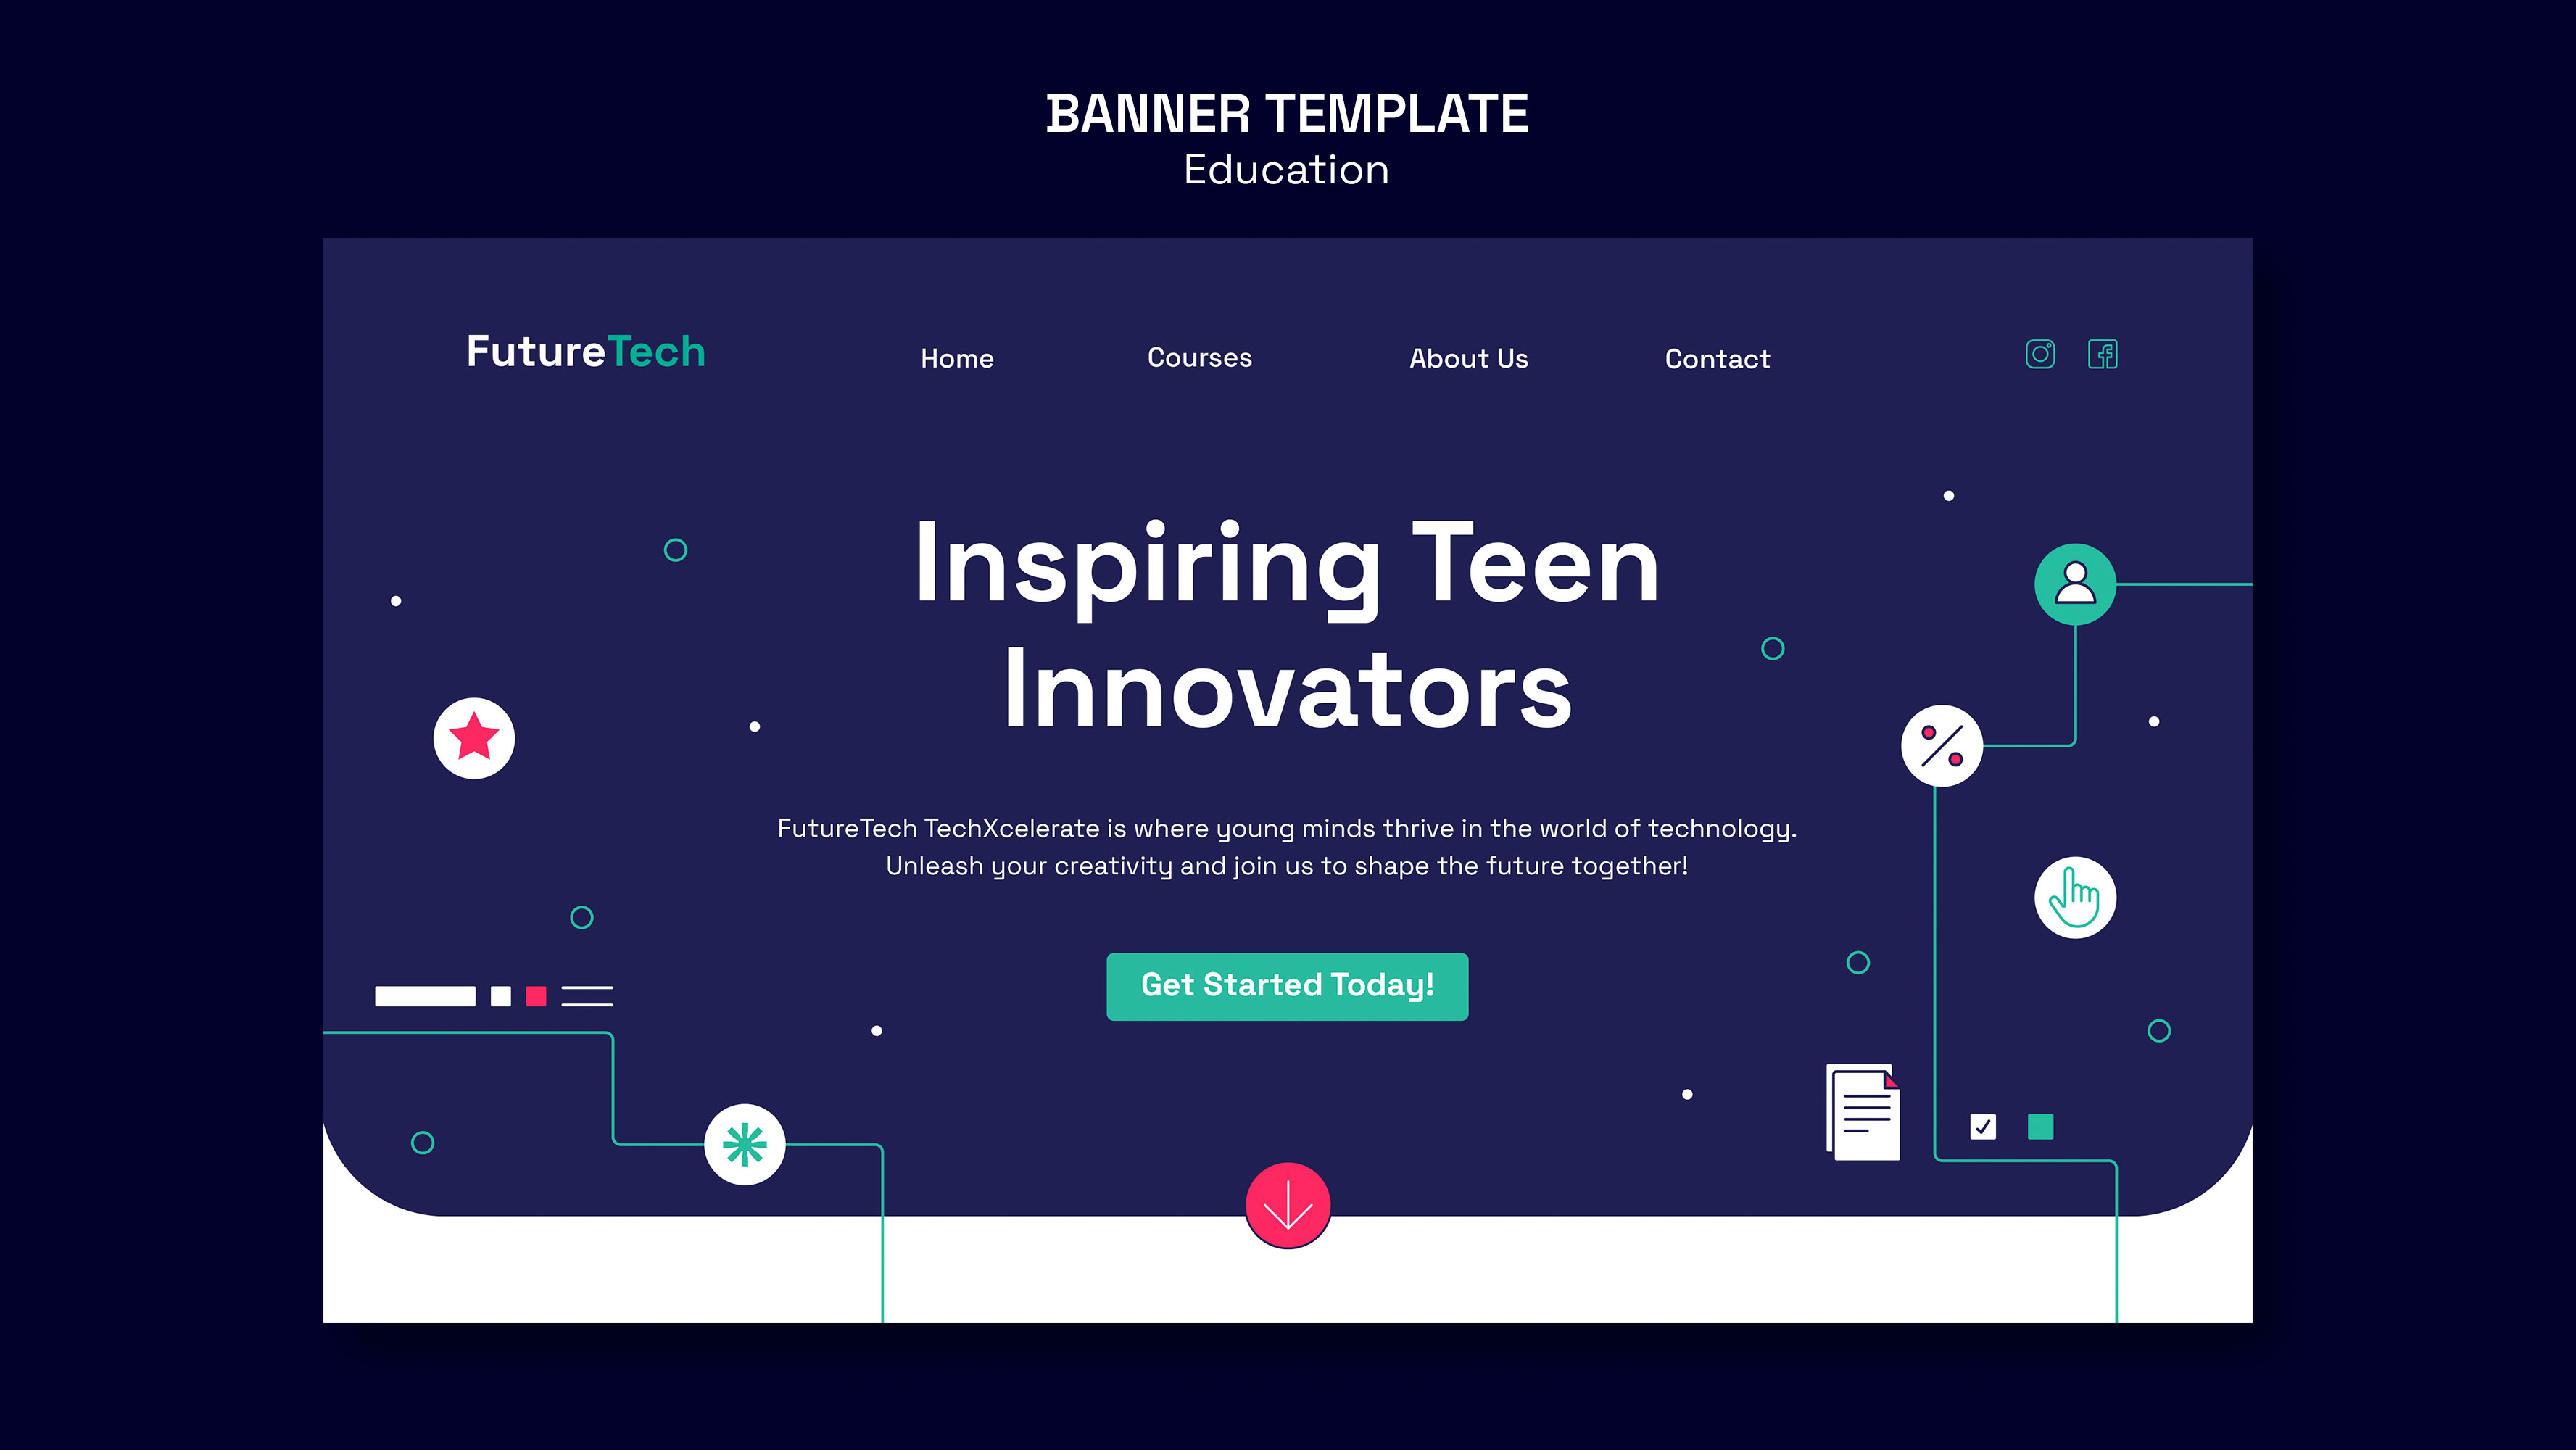 BANNER TEMPLATE
Education
FutureTech
Home
Courses
About Us
Contact
Inspiring Teen
Innovators
FutureTech TechXcelerate is where young minds thrive in the world of technology.
Unleash your creativity and join us to shape the future together!
Get Started Today!